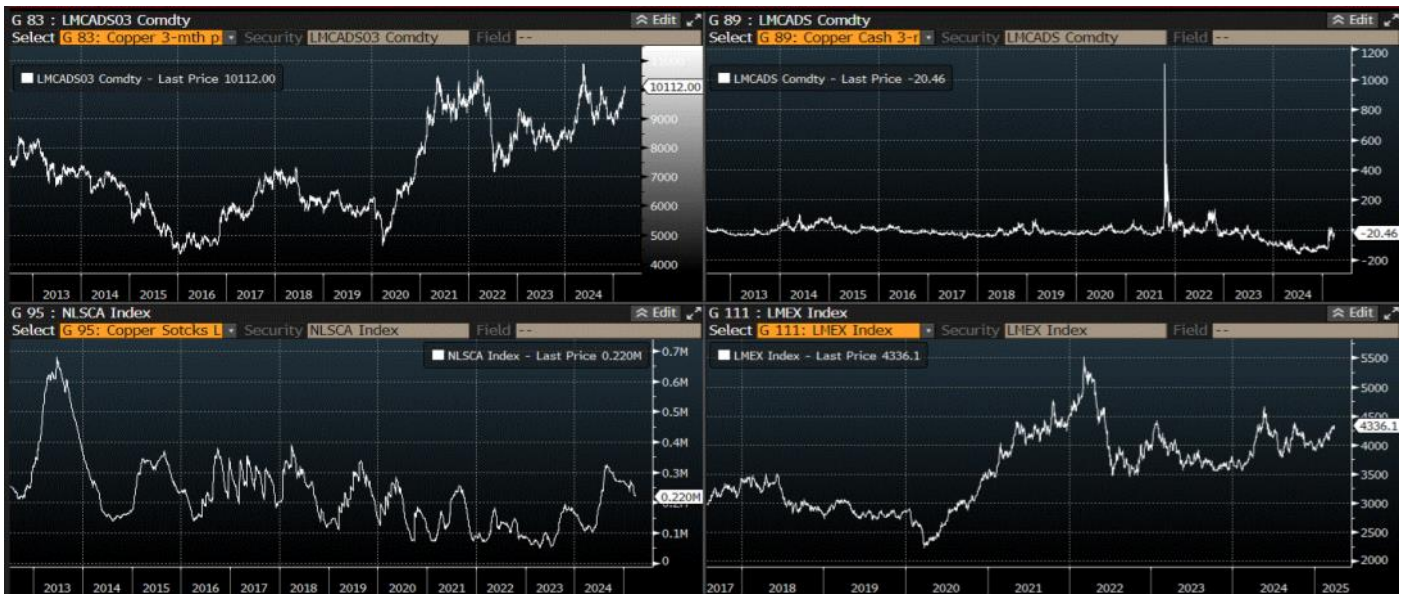 G 83 : LMCADS03 Comdty
Edit
Select G 83: Copper 3-mth p Security LMCADS03 Comdty Field --
LMCADS03 Comdty - Last Price 10112.00
10112.00
9000
8000
7000
6000
5000
4000
2013 2014 2015 2016 2017 2018 2019 2020 2021 2022 2023 2024
G 89 : LMCADS Comdty
Edit
Select G 89: Copper Cash 3-r Security LMCADS Comdty Field --
LMCADS Comdty - Last Price -20.46
1200
1000
800
600
400
200
-20.46
-200
2013 2014 2015 2016 2017 2018 2019 2020 2021 2022 2023 2024
G 95 : NLSCA Index
Edit
Select G 95: Copper Sotcks L Security NLSCA Index Field --
NLSCA Index - Last Price 0.220M
0.7M
0.6M
0.5M
0.4M
0.3M
0.220M
0.1M
0
2013 2014 2015 2016 2017 2018 2019 2020 2021 2022 2023 2024
G 111 : LMEX Index
Edit
Select G 111: LMEX Index Security LMEX Index Field --
LMEX Index - Last Price 4336.1
5500
5000
4500
4336.1
4000
3500
3000
2500
2000
2017 2018 2019 2020 2021 2022 2023 2024 2025